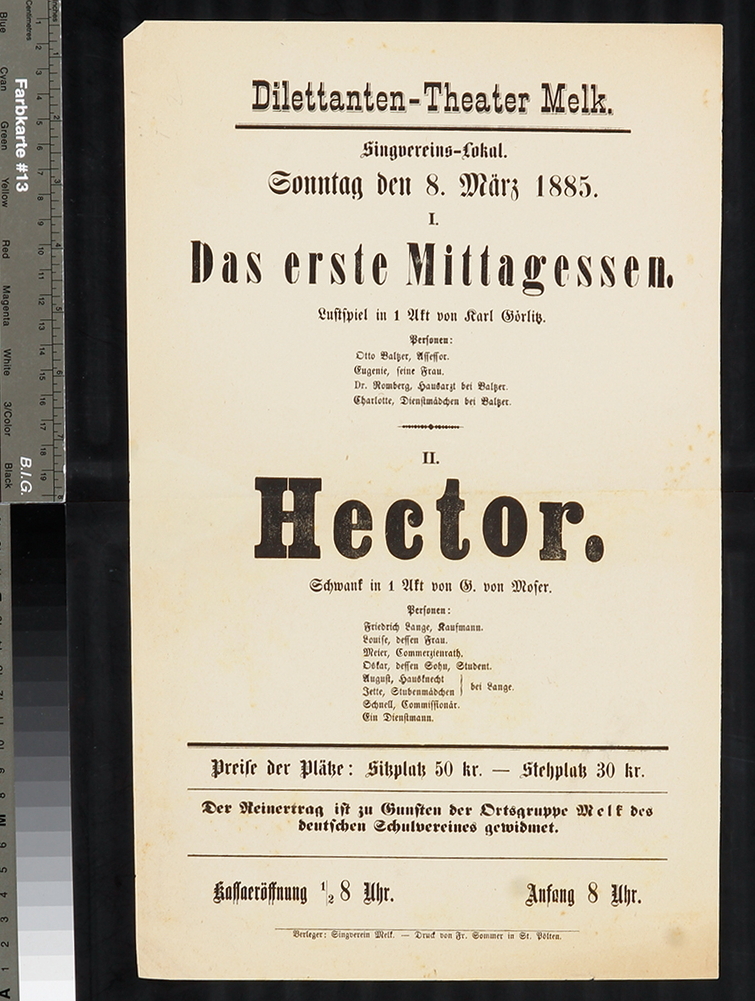 Dilettanten-Theater Melk.
Singvereins-Lokal.
Sonntag den 8. März 1885.
I.
Das erste Mittagessen.
Lustspiel in 1 Akt von Karl Görlitz.
Personen:
Otto Baltzer, Assessor.
Eugenie, seine Frau.
Dr. Romberg, Hausarzt bei Baltzer.
Charlotte, Dienstmädchen bei Baltzer.
II.
Hector.
Schwank in 1 Akt von G. von Moser.
Personen:
Friedrich Lange, Kaufmann.
Louise, dessen Frau.
Meier, Commerzienrath.
Oskar, dessen Sohn, Student.
August, Hausknecht
Jette, Stubenmädchen } bei Lange.
Schnell, Commissionär.
Ein Dienstmann.
Preise der Plätze: Sitzplatz 50 kr. — Stehplatz 30 kr.
Der Reinertrag ist zu Gunsten der Ortsgruppe Melk des
deutschen Schulvereines gewidmet.
Kassaeröffnung 1/2 8 Uhr. Anfang 8 Uhr.
Verleger: Singverein Melk. — Druck von Fr. Sommer in St. Pölten.
Centimetres
Inches
Farbkarte #13
B.I.G.
Blue
Cyan
Green
Yellow
Red
Magenta
White
3/Color
Black